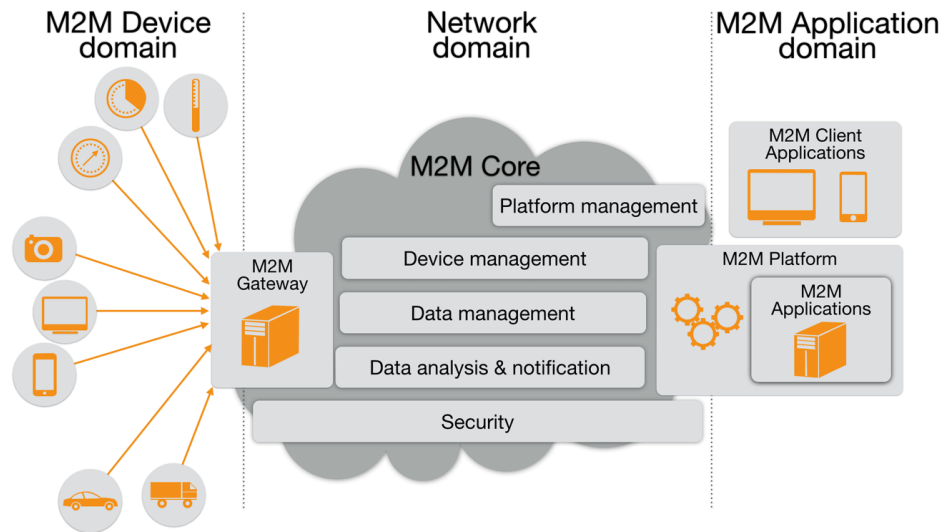 M2M Device
domain
Network
domain
M2M Application
domain
M2M Core
Platform management
Device management
Data management
Data analysis & notification
Security
M2M
Gateway
M2M Client
Applications
M2M Platform
M2M
Applications